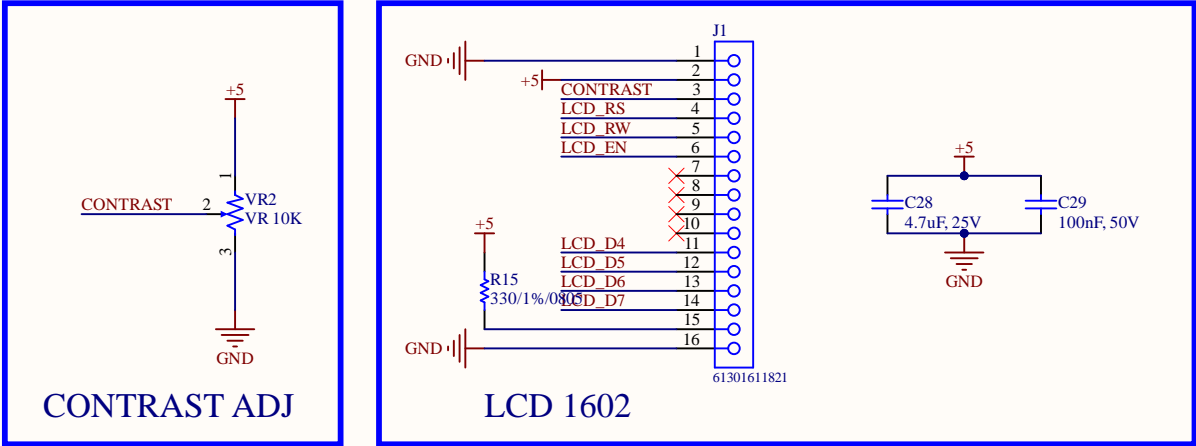 +5
1
CONTRAST
2
VR2
VR 10K
3
GND
CONTRAST ADJ
J1
GND
1
+5
2
CONTRAST
3
LCD_RS
4
LCD_RW
5
LCD_EN
6
7
8
9
10
LCD_D4
11
LCD_D5
12
LCD_D6
13
LCD_D7
14
15
GND
16
+5
R15
330/1%/0805
61301611821
LCD 1602
+5
C28
4.7uF, 25V
C29
100nF, 50V
GND